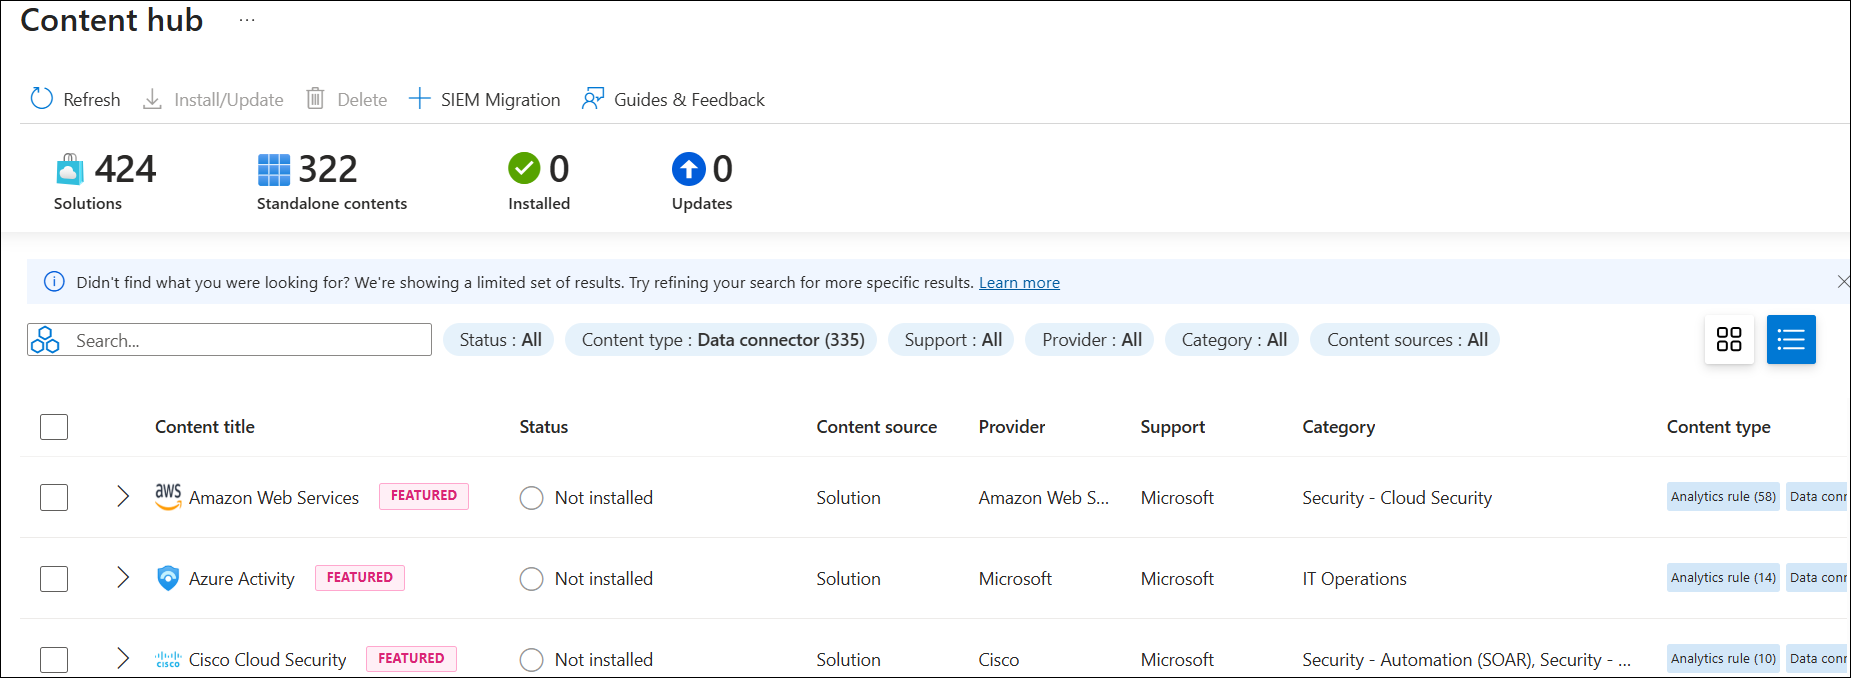 Content hub ...
Refresh Install/Update Delete SIEM Migration Guides & Feedback
424 322 0 0
Solutions Standalone contents Installed Updates
Didn't find what you were looking for? We're showing a limited set of results. Try refining your search for more specific results. Learn more
Search... Status : All Content type : Data connector (335) Support : All Provider : All Category : All Content sources : All
Content title Status Content source Provider Support Category Content type
aws Amazon Web Services FEATURED Not installed Solution Amazon Web S... Microsoft Security - Cloud Security Analytics rule (58) Data conn
Azure Activity FEATURED Not installed Solution Microsoft Microsoft IT Operations Analytics rule (14) Data conn
CISCO Cisco Cloud Security FEATURED Not installed Solution Cisco Microsoft Security - Automation (SOAR), Security - ... Analytics rule (10) Data conn